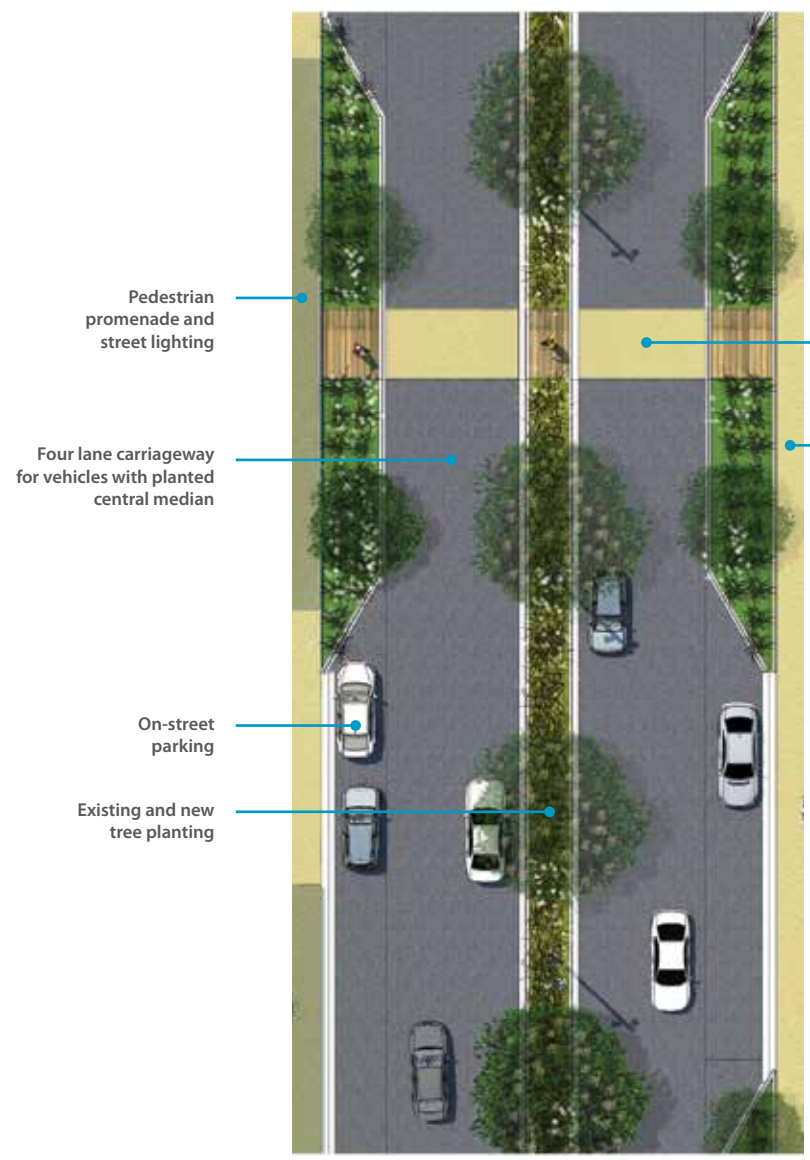 Pedestrian
promenade and
street lighting
Four lane carriageway
for vehicles with planted
central median
On-street
parking
Existing and new
tree planting